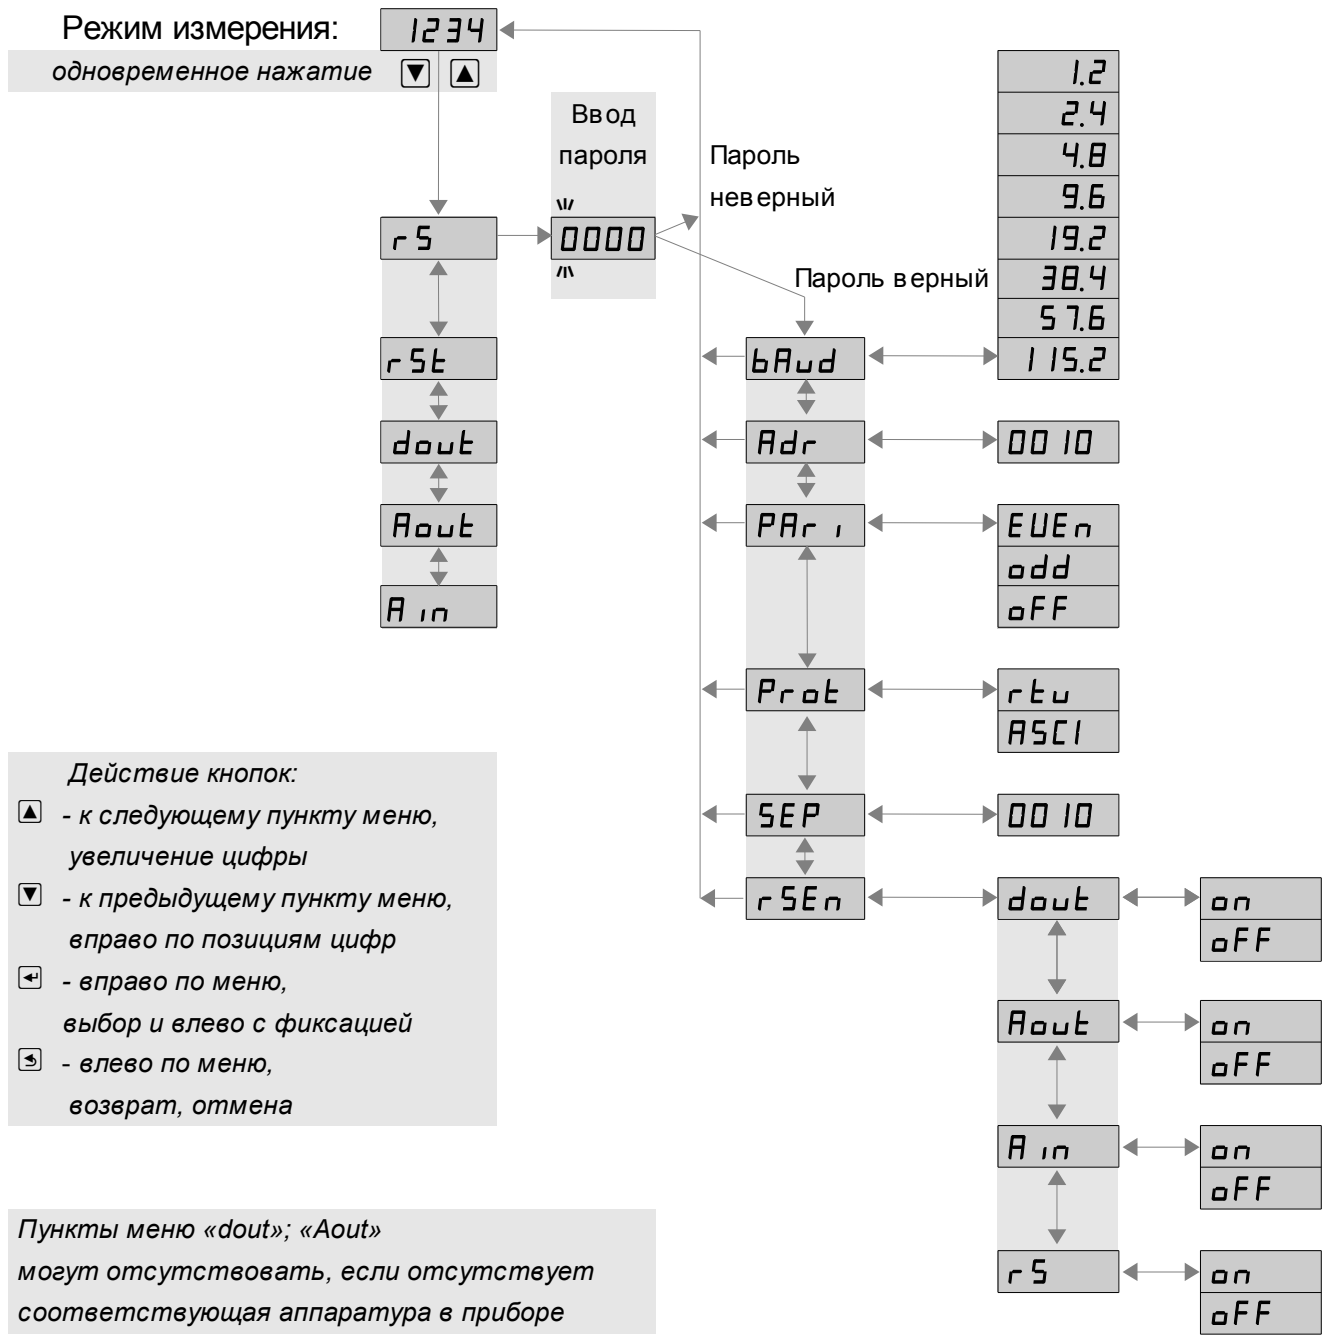 Режим измерения:
1234
одновременное нажатие
Ввод
пароля
Пароль
неверный
rS
0000
Пароль верный
1.2
2.4
4.8
9.6
19.2
38.4
57.6
115.2
rSt
dout
Aout
A in
bAud
Adr
0010
PAri
EUEn
odd
oFF
Prot
rtu
ASCI
SEP
0010
rSEn
dout
on
oFF
Aout
on
oFF
A in
on
oFF
rS
on
oFF
Действие кнопок:
- к следующему пункту меню,
увеличение цифры
- к предыдущему пункту меню,
вправо по позициям цифр
- вправо по меню,
выбор и влево с фиксацией
- влево по меню,
возврат, отмена
Пункты меню «dout»; «Aout»
могут отсутствовать, если отсутствует
соответствующая аппаратура в приборе